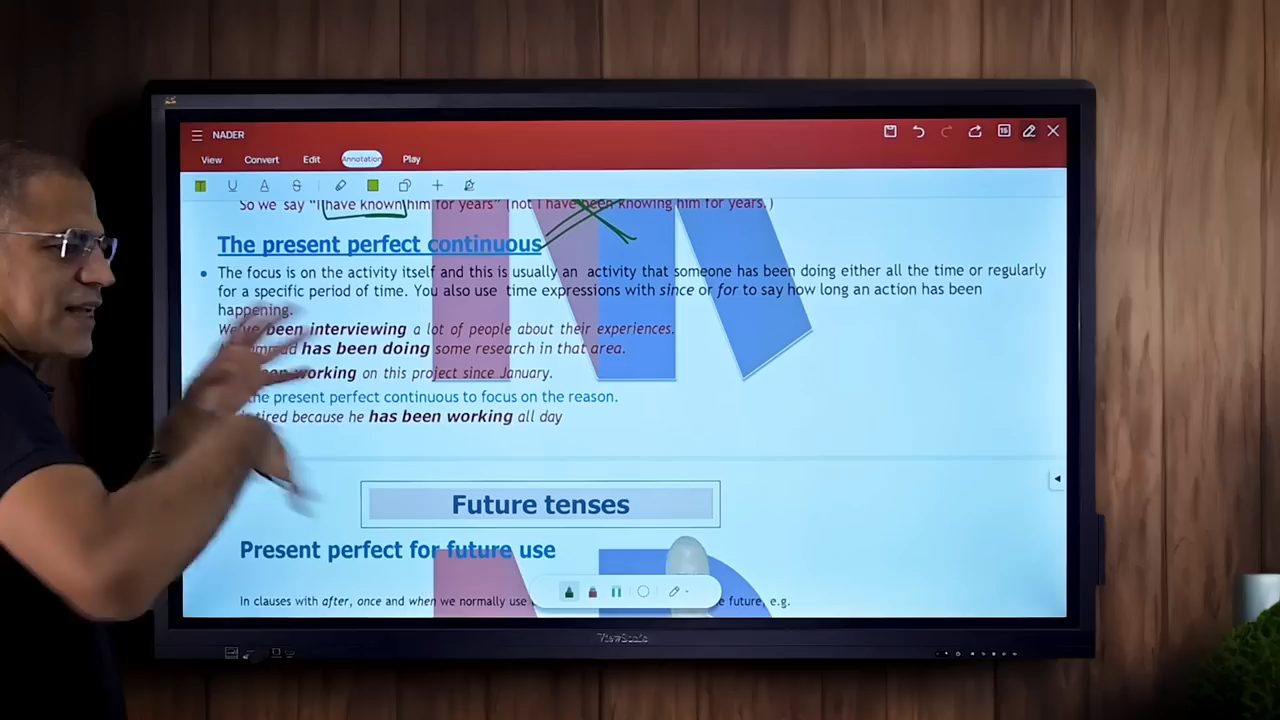 NADER
View Convert Edit Annotation Play
So we say "I have known him for years" (not I have been knowing him for years.)
The present perfect continuous
The focus is on the activity itself and this is usually an activity that someone has been doing either all the time or regularly
for a specific period of time. You also use time expressions with since or for to say how long an action has been
happening.
We've been interviewing a lot of people about their experiences.
has been doing some research in that area.
working on this project since January.
the present perfect continuous to focus on the reason.
tired because he has been working all day
Future tenses
Present perfect for future use
In clauses with after, once and when we normally use future, e.g.
ViewSonic